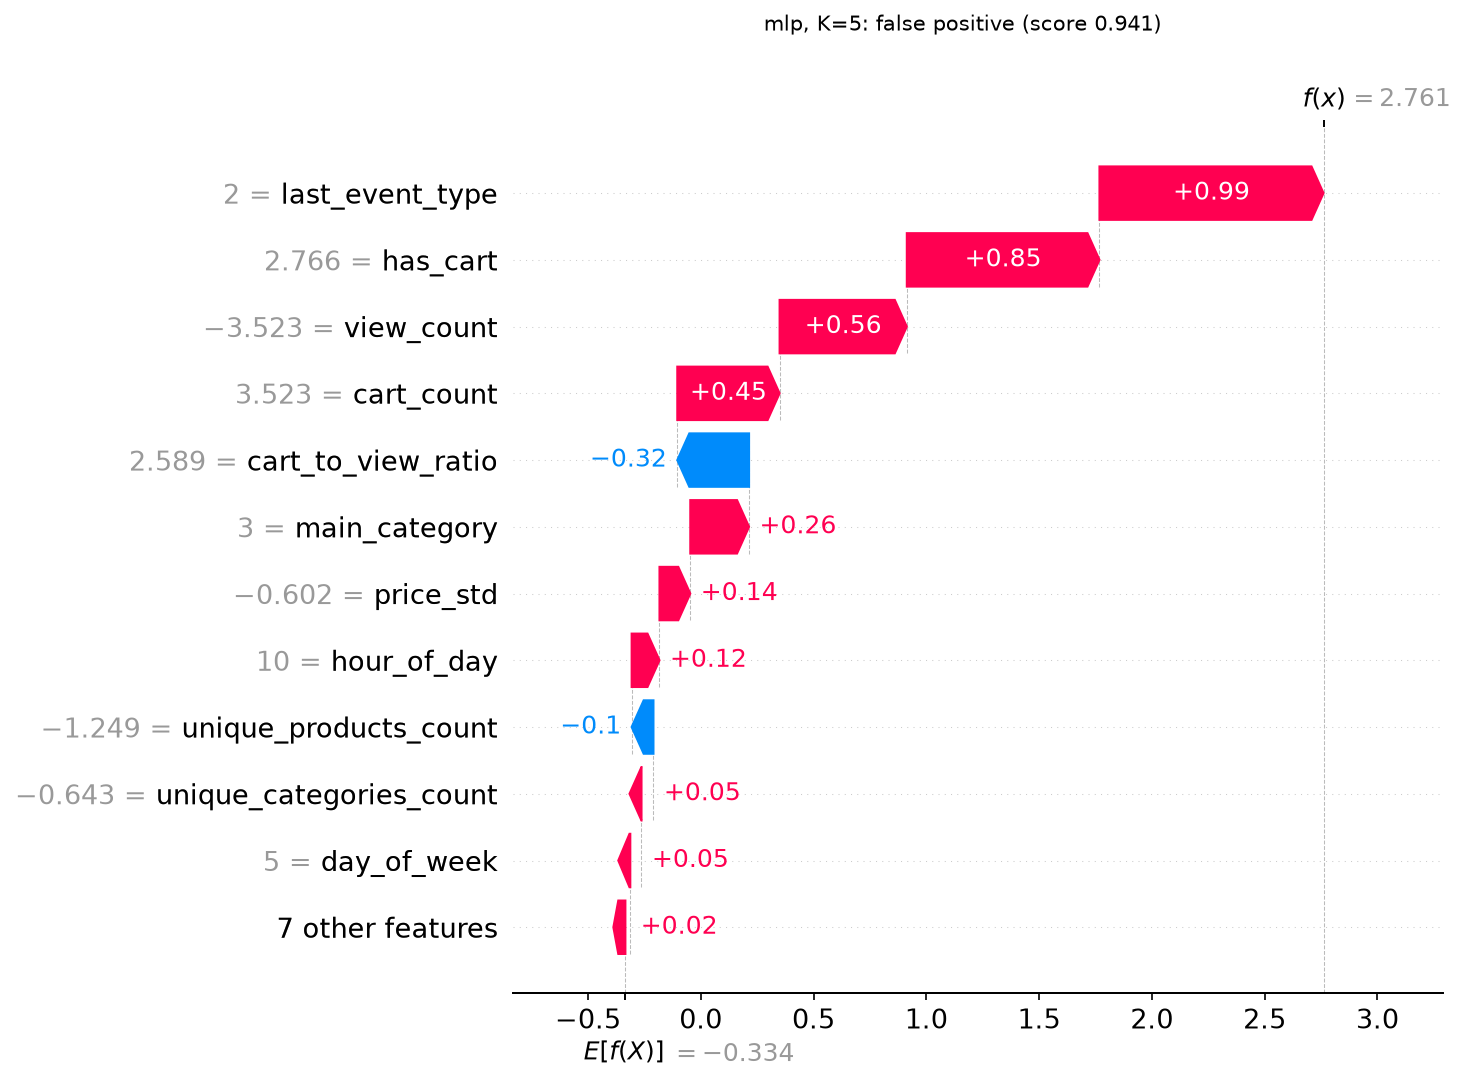 mlp, K=5: false positive (score 0.941)
f(x) = 2.761
2 = last_event_type +0.99
2.766 = has_cart +0.85
−3.523 = view_count +0.56
3.523 = cart_count +0.45
2.589 = cart_to_view_ratio −0.32
3 = main_category +0.26
−0.602 = price_std +0.14
10 = hour_of_day +0.12
−1.249 = unique_products_count −0.1
−0.643 = unique_categories_count +0.05
5 = day_of_week +0.05
7 other features +0.02
−0.5 0.0 0.5 1.0 1.5 2.0 2.5 3.0
E[f(X)] = −0.334